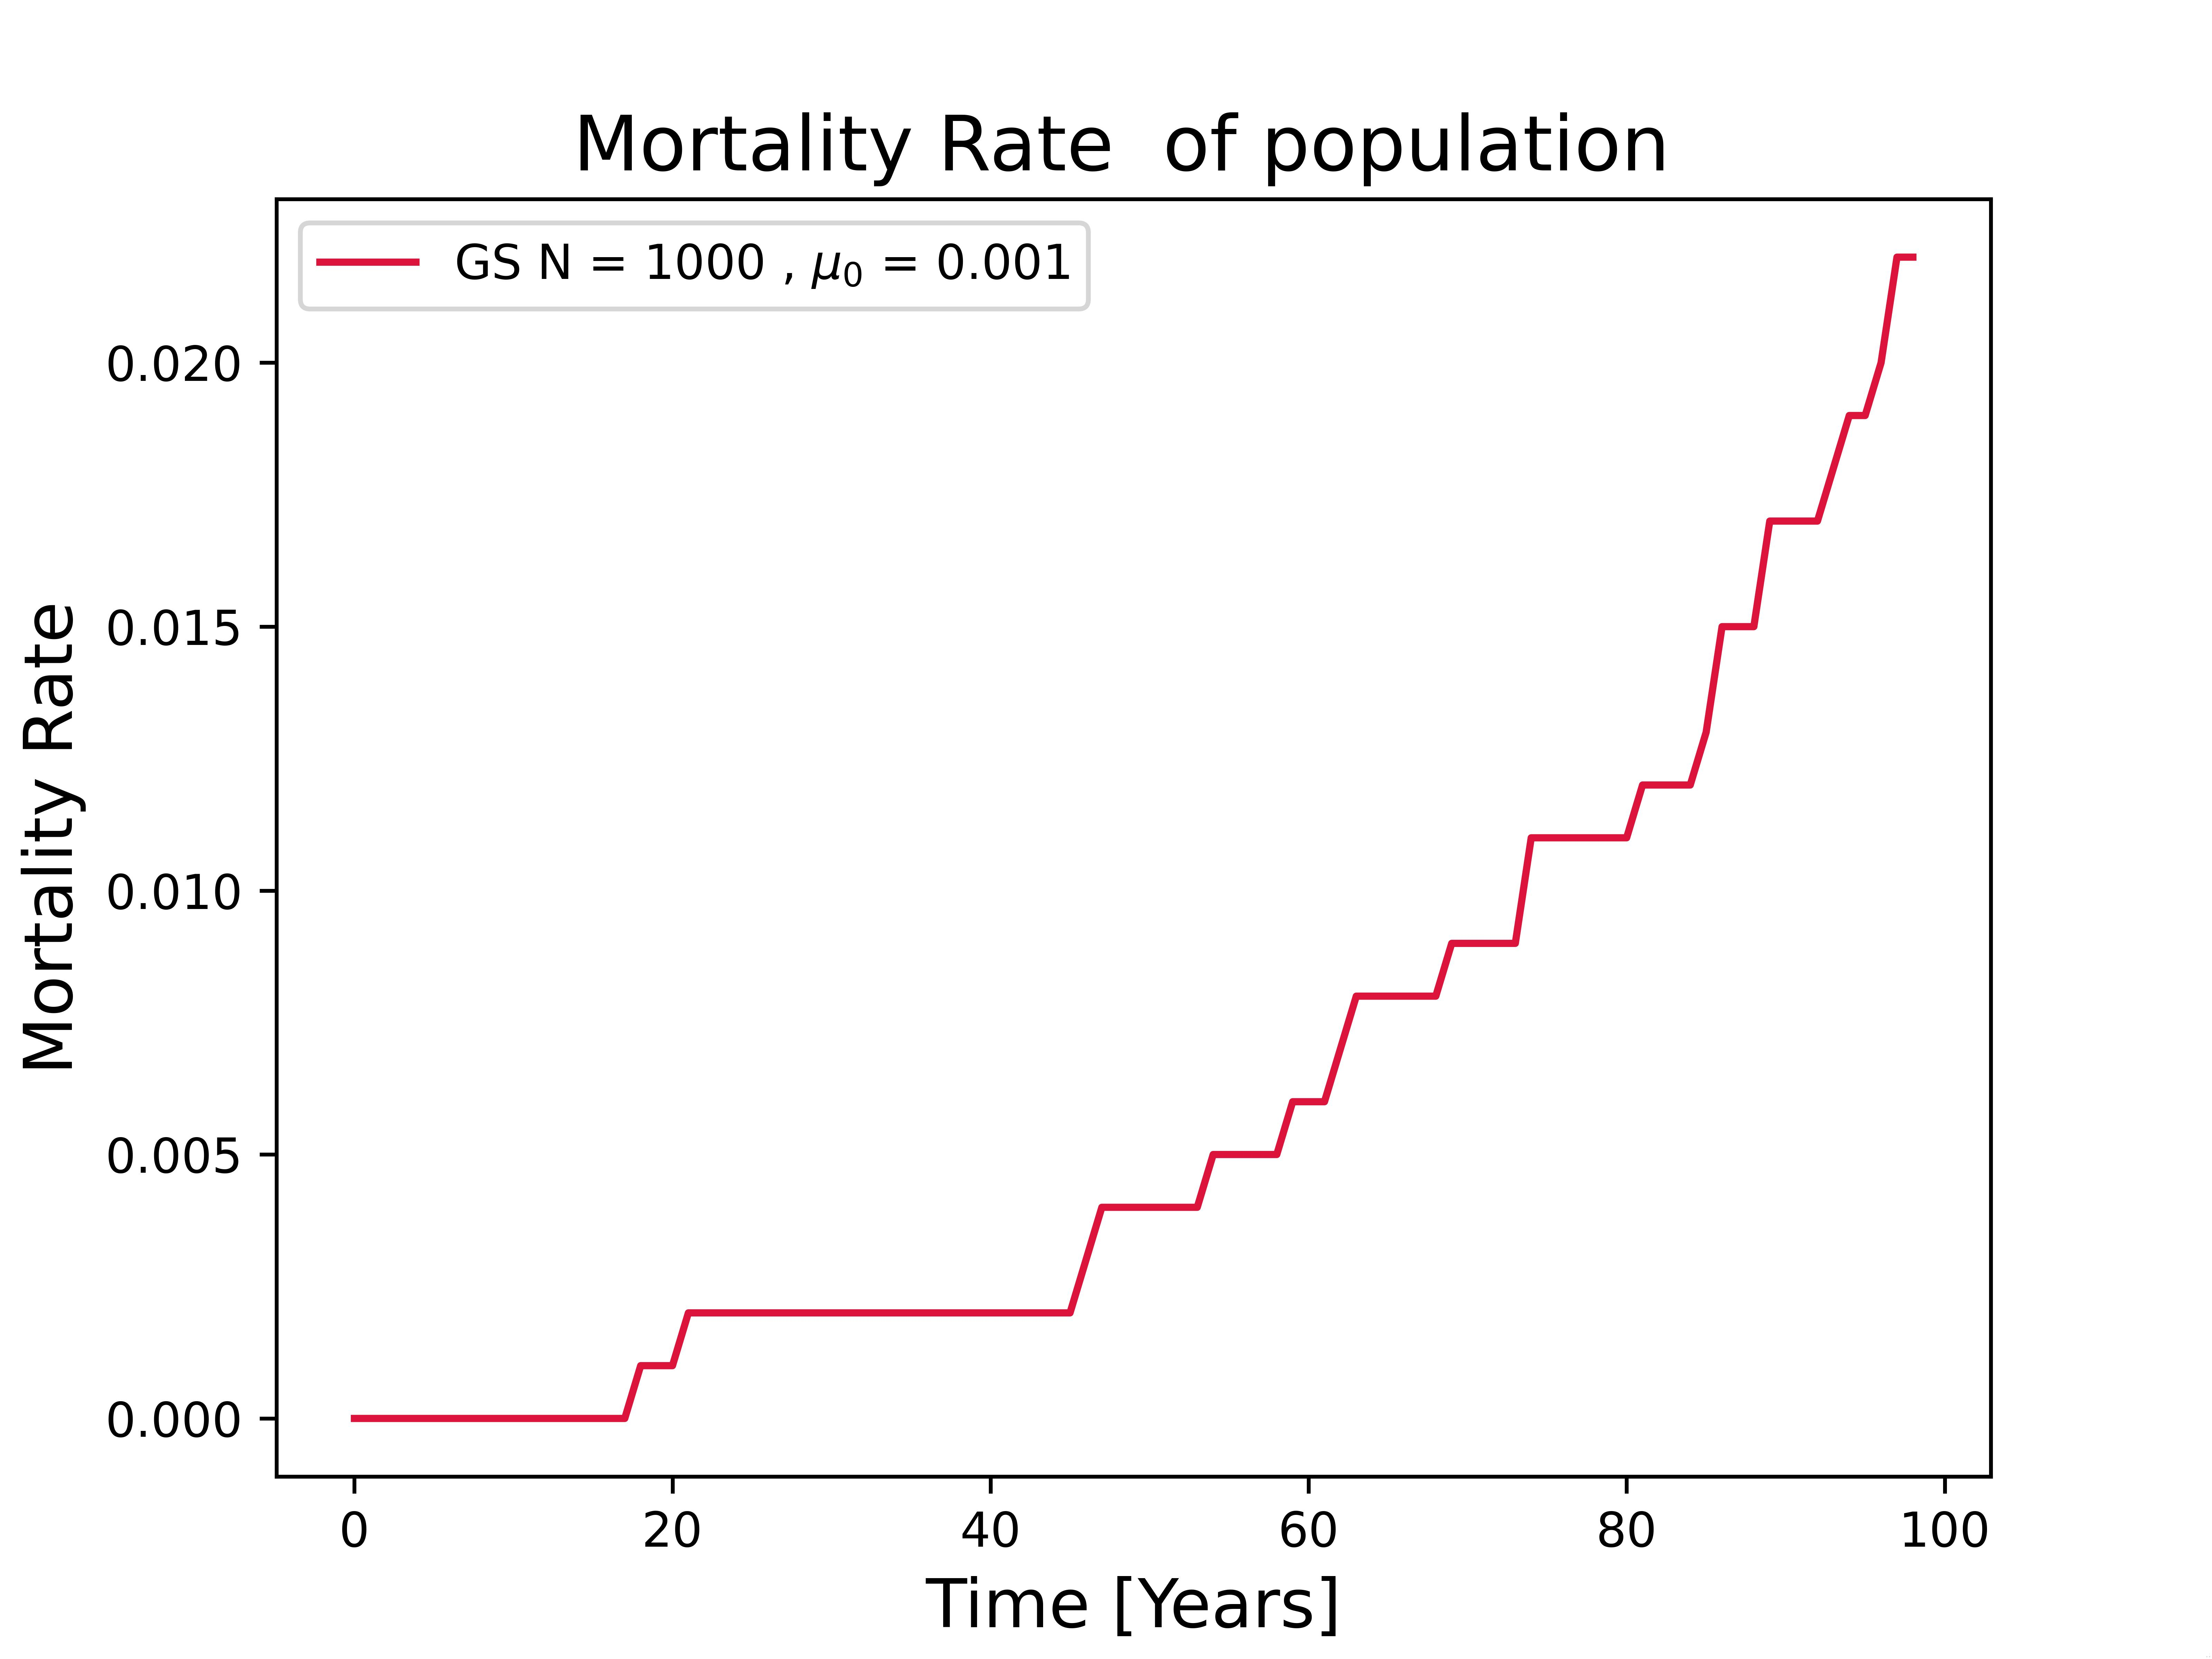 Mortality Rate  of population
GS N = 1000 , μ₀ = 0.001
Mortality Rate
0.020
0.015
0.010
0.005
0.000
0 20 40 60 80 100
Time [Years]